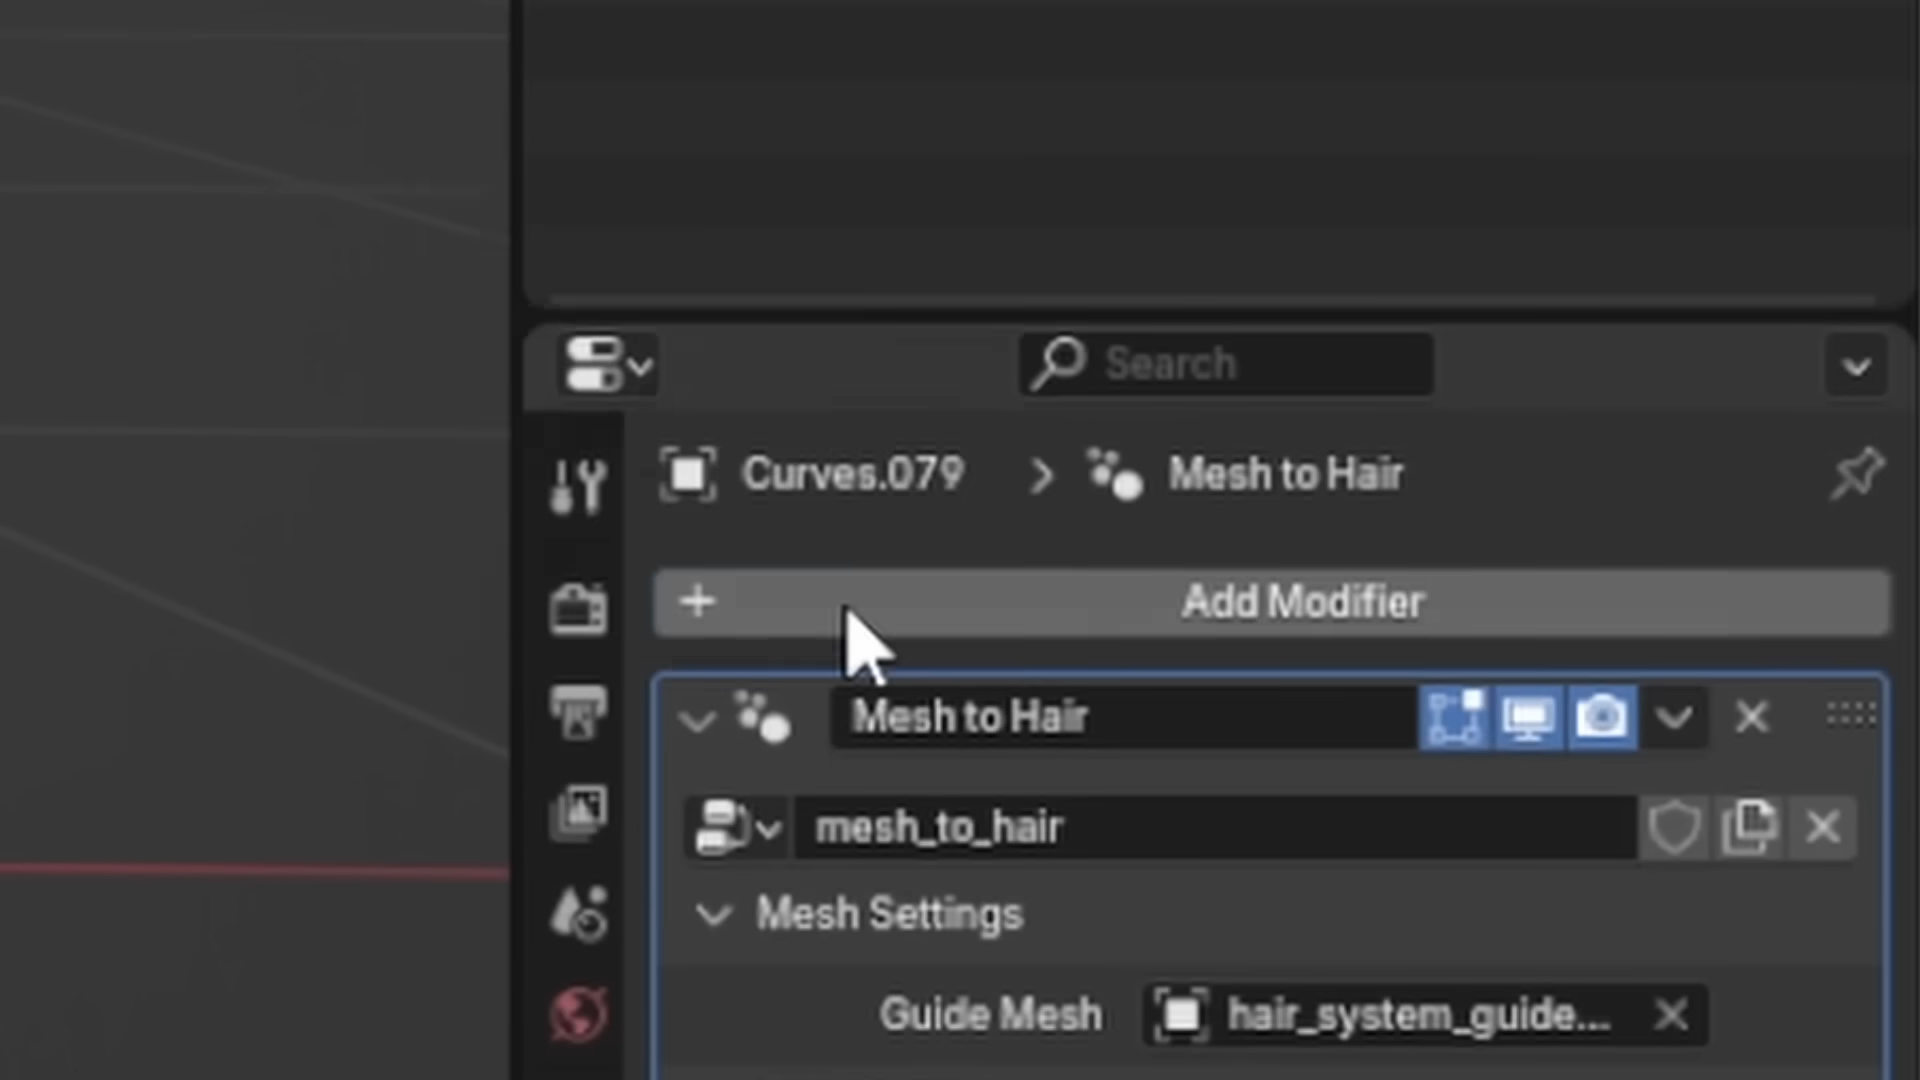 Search
Curves.079 > Mesh to Hair
+ Add Modifier
Mesh to Hair
mesh_to_hair
Mesh Settings
Guide Mesh hair_system_guide...